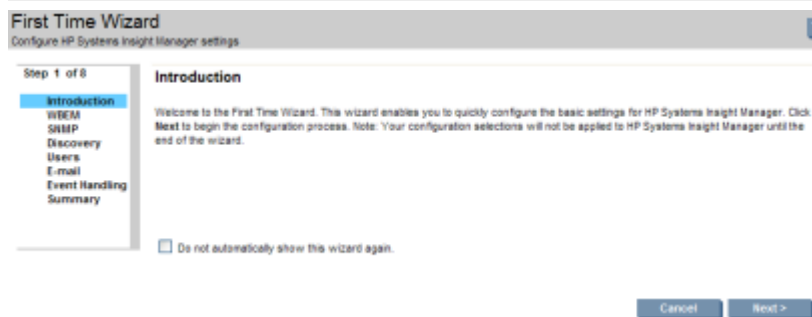 First Time Wizard
Configure HP Systems Insight Manager settings
Step 1 of 8
Introduction
WBEM
SNMP
Discovery
Users
E-mail
Event Handling
Summary
Introduction
Welcome to the First Time Wizard. This wizard enables you to quickly configure the basic settings for HP Systems Insight Manager. Click
Next to begin the configuration process. Note: Your configuration selections will not be applied to HP Systems Insight Manager until the
end of the wizard.
Do not automatically show this wizard again.
Cancel
Next >